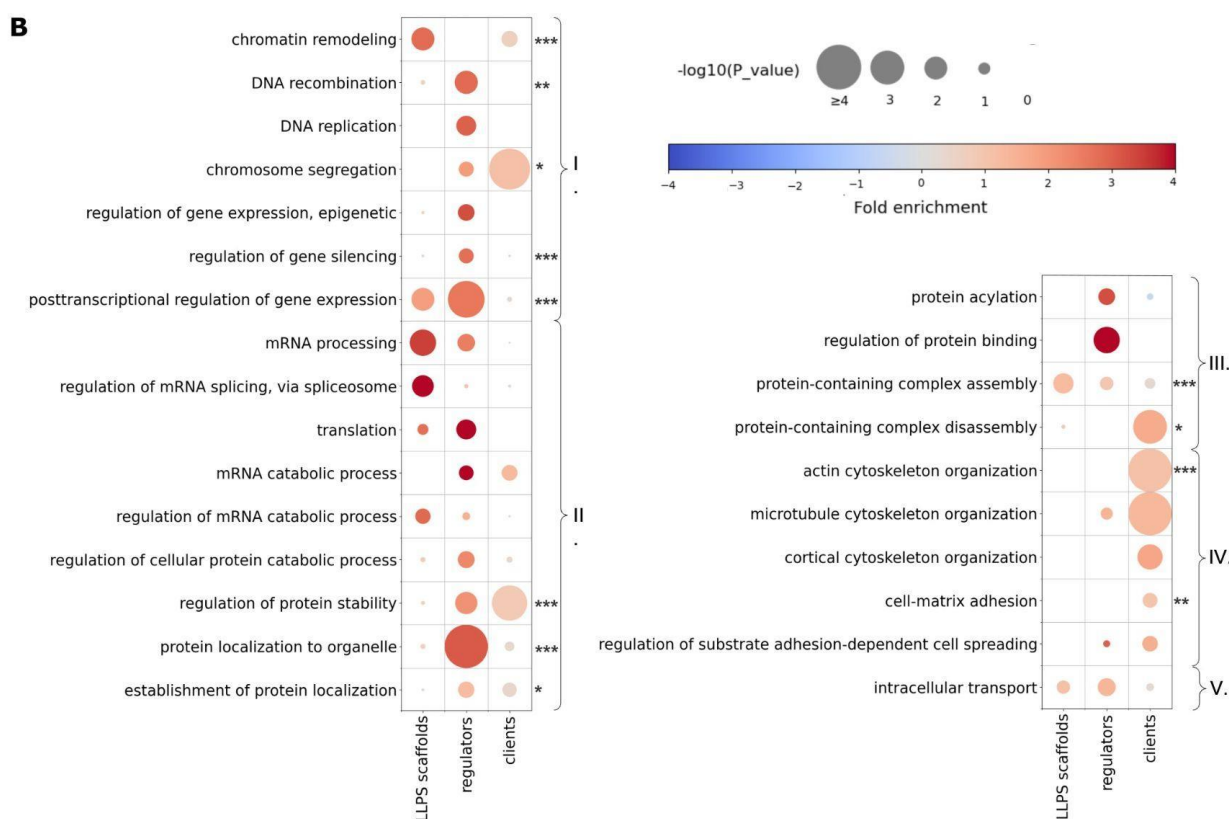 B
chromatin remodeling ***
DNA recombination **
DNA replication
chromosome segregation *
regulation of gene expression, epigenetic
regulation of gene silencing ***
posttranscriptional regulation of gene expression ***
I
.
mRNA processing
regulation of mRNA splicing, via spliceosome
translation
mRNA catabolic process
regulation of mRNA catabolic process
regulation of cellular protein catabolic process
regulation of protein stability ***
protein localization to organelle ***
establishment of protein localization *
II
.
LLPS scaffolds
regulators
clients
-log10(P_value)
≥4 3 2 1 0
−4 −3 −2 −1 0 1 2 3 4
Fold enrichment
protein acylation
regulation of protein binding
protein-containing complex assembly ***
protein-containing complex disassembly *
III.
actin cytoskeleton organization ***
microtubule cytoskeleton organization
cortical cytoskeleton organization
cell-matrix adhesion **
regulation of substrate adhesion-dependent cell spreading
IV.
intracellular transport
V.
LLPS scaffolds
regulators
clients